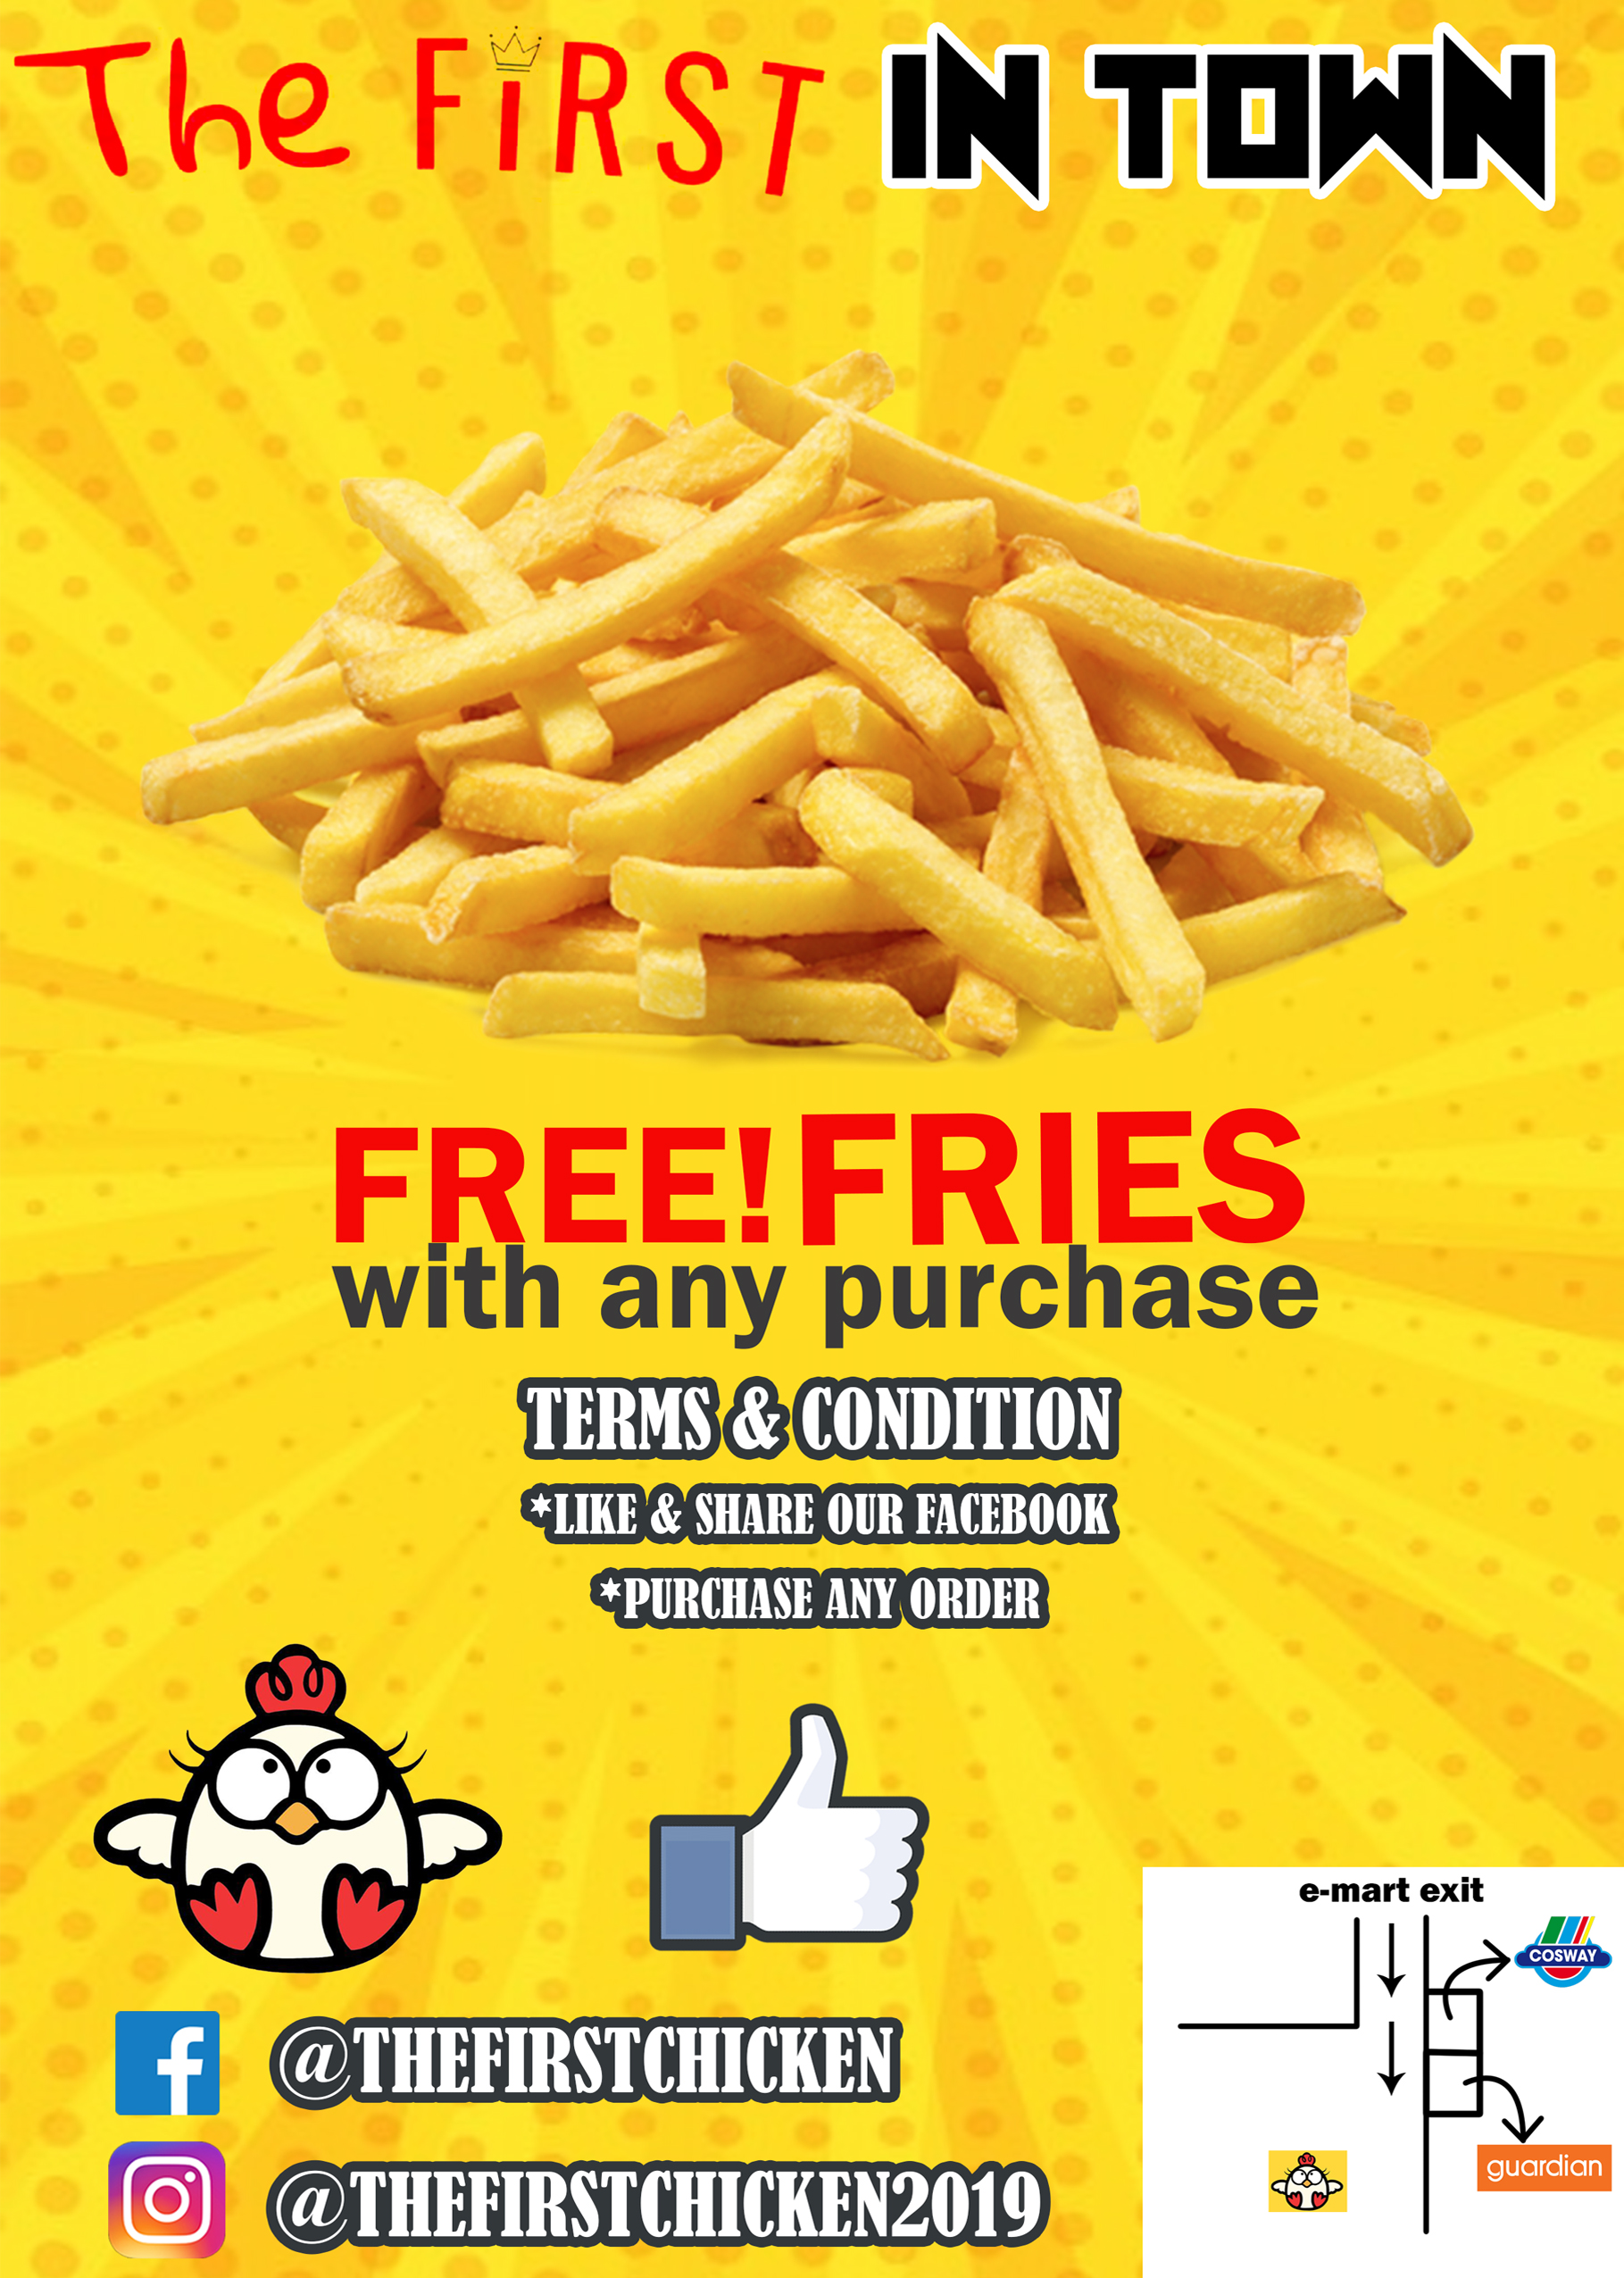 The FiRST IN TOWN
FREE! FRIES
with any purchase
TERMS & CONDITION
*LIKE & SHARE OUR FACEBOOK
*PURCHASE ANY ORDER
@THEFIRSTCHICKEN
@THEFIRSTCHICKEN2019
e-mart exit
COSWAY
guardian